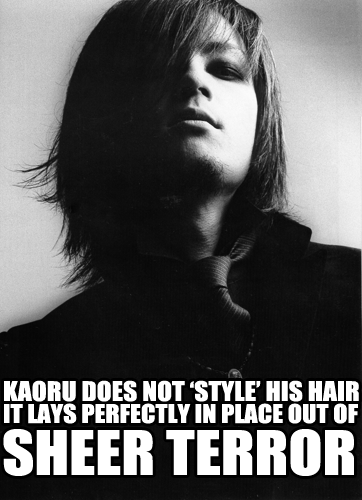 KAORU DOES NOT 'STYLE' HIS HAIR
IT LAYS PERFECTLY IN PLACE OUT OF
SHEER TERROR